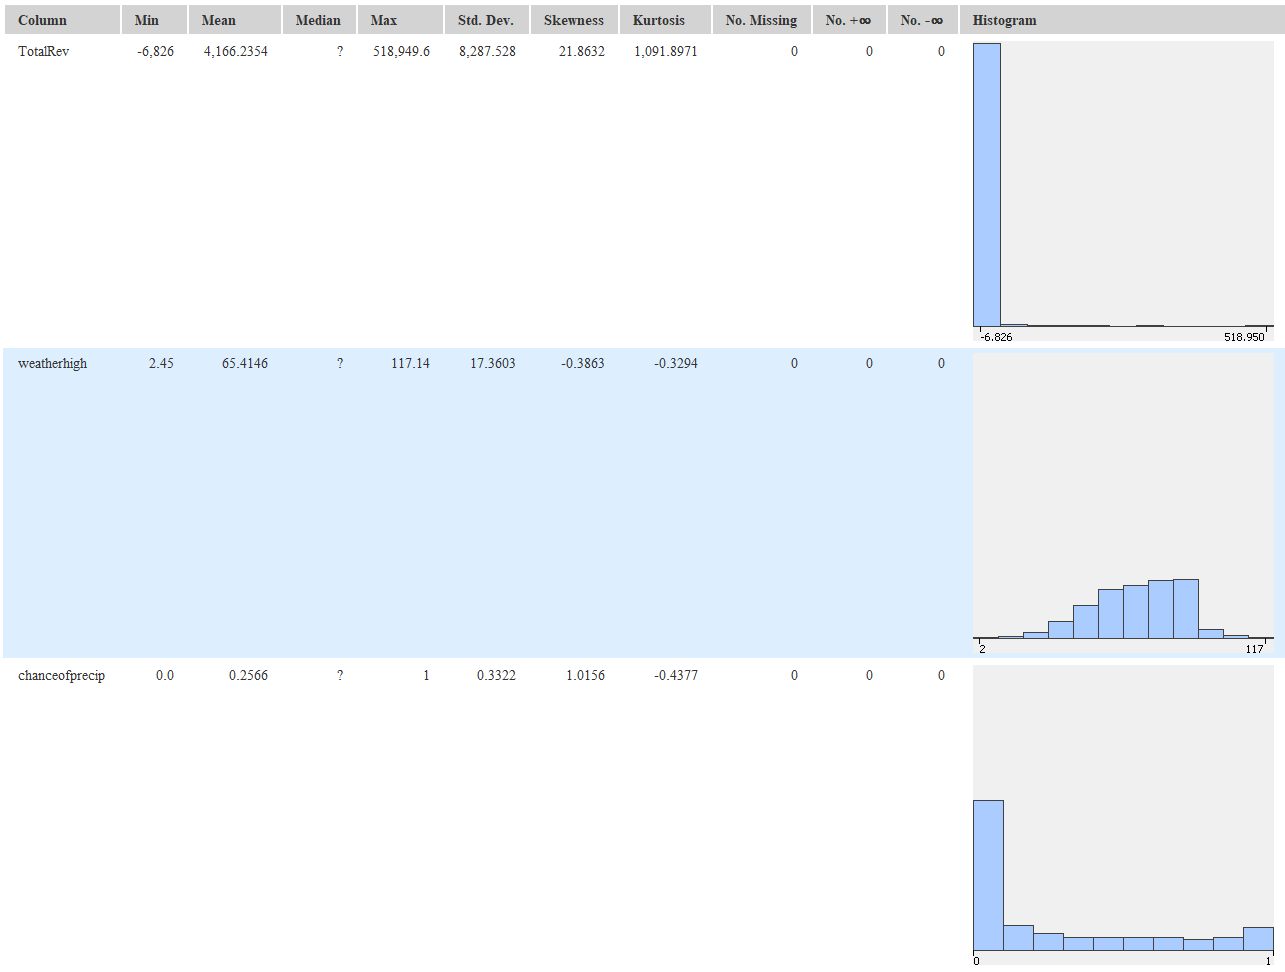 Column Min Mean Median Max Std. Dev. Skewness Kurtosis No. Missing No. +∞ No. -∞ Histogram
TotalRev -6,826 4,166.2354 ? 518,949.6 8,287.528 21.8632 1,091.8971 0 0 0
-6.826 518.950
weatherhigh 2.45 65.4146 ? 117.14 17.3603 -0.3863 -0.3294 0 0 0
2 117
chanceofprecip 0.0 0.2566 ? 1 0.3322 1.0156 -0.4377 0 0 0
0 1